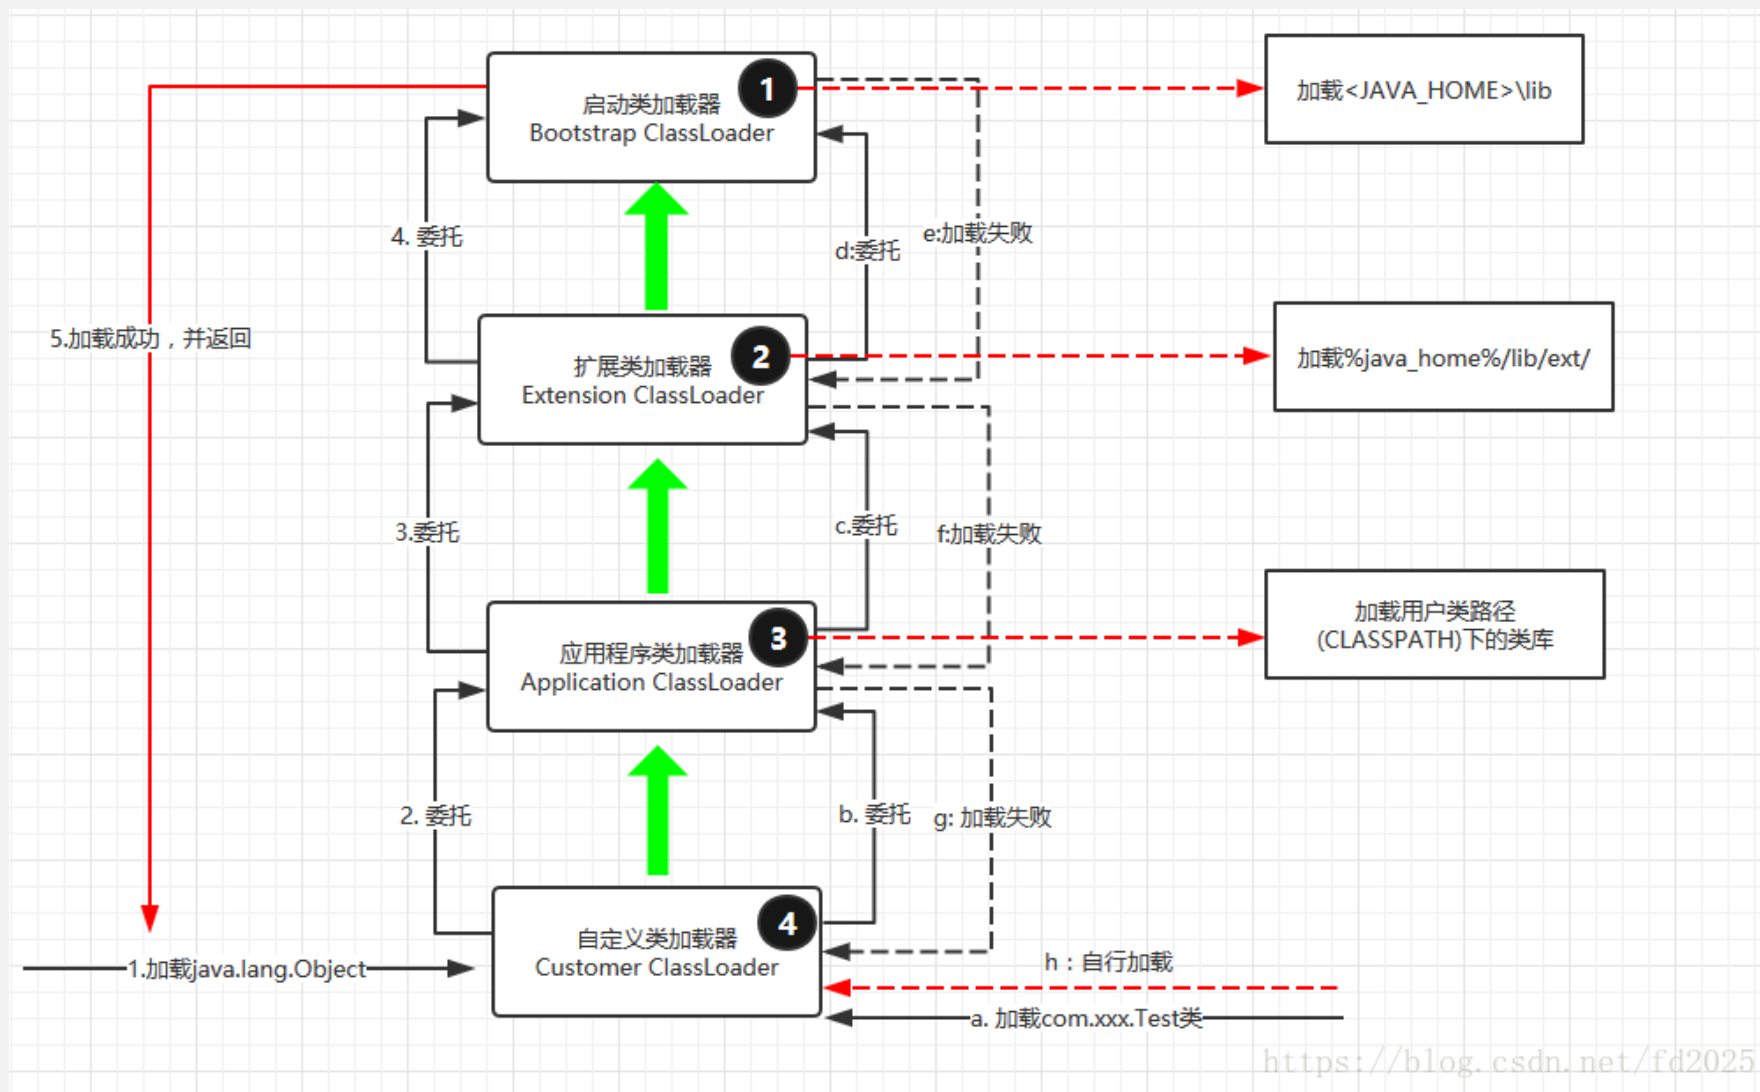 1
启动类加载器
Bootstrap ClassLoader
加载<JAVA_HOME>\lib
4. 委托
d:委托
e:加载失败
5.加载成功，并返回
2
扩展类加载器
Extension ClassLoader
加载%java_home%/lib/ext/
3.委托
c.委托
f:加载失败
3
应用程序类加载器
Application ClassLoader
加载用户类路径
(CLASSPATH)下的类库
2. 委托
b. 委托
g: 加载失败
4
自定义类加载器
Customer ClassLoader
1.加载java.lang.Object
h：自行加载
a. 加载com.xxx.Test类
https://blog.csdn.net/fd2025